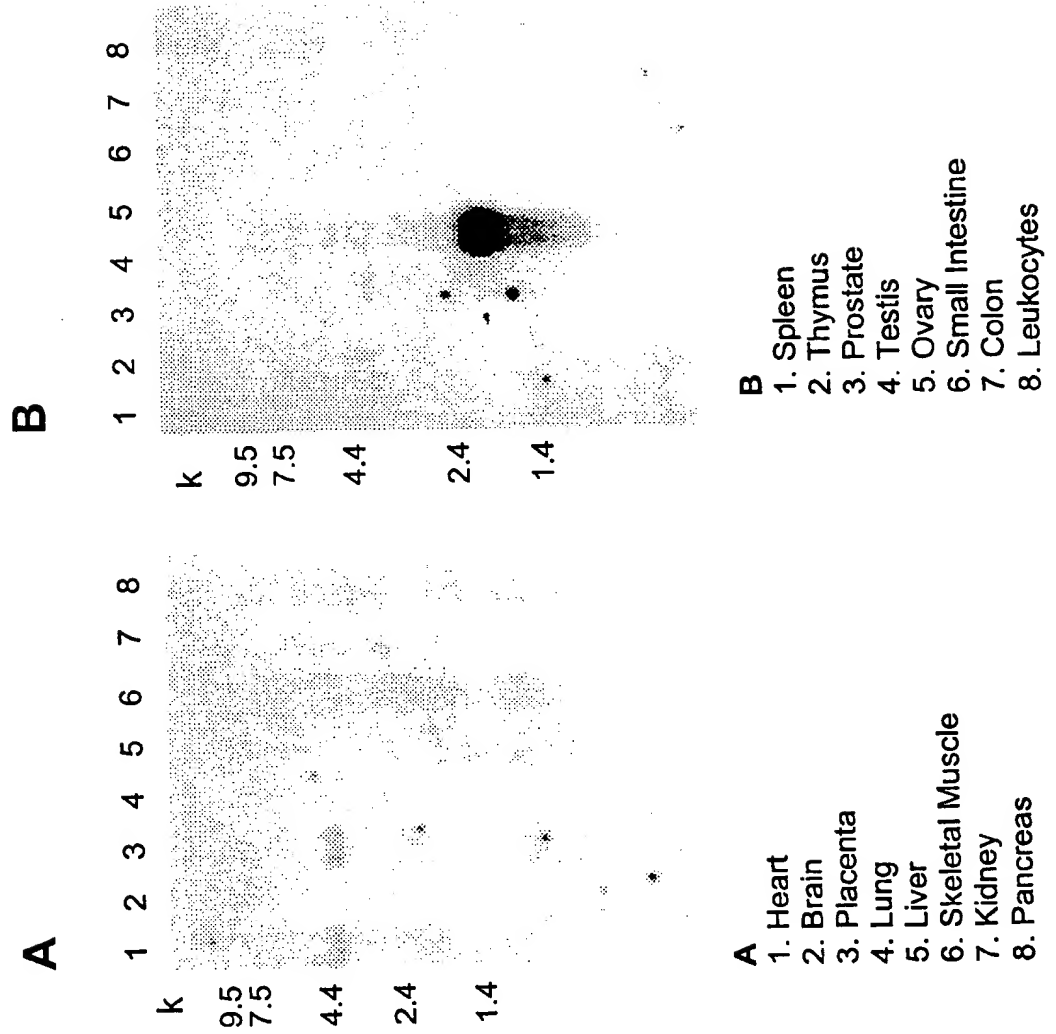 A
1 2 3 4 5 6 7 8
k
9.5
7.5
4.4
2.4
1.4
A
1. Heart
2. Brain
3. Placenta
4. Lung
5. Liver
6. Skeletal Muscle
7. Kidney
8. Pancreas
B
1 2 3 4 5 6 7 8
k
9.5
7.5
4.4
2.4
1.4
B
1. Spleen
2. Thymus
3. Prostate
4. Testis
5. Ovary
6. Small Intestine
7. Colon
8. Leukocytes